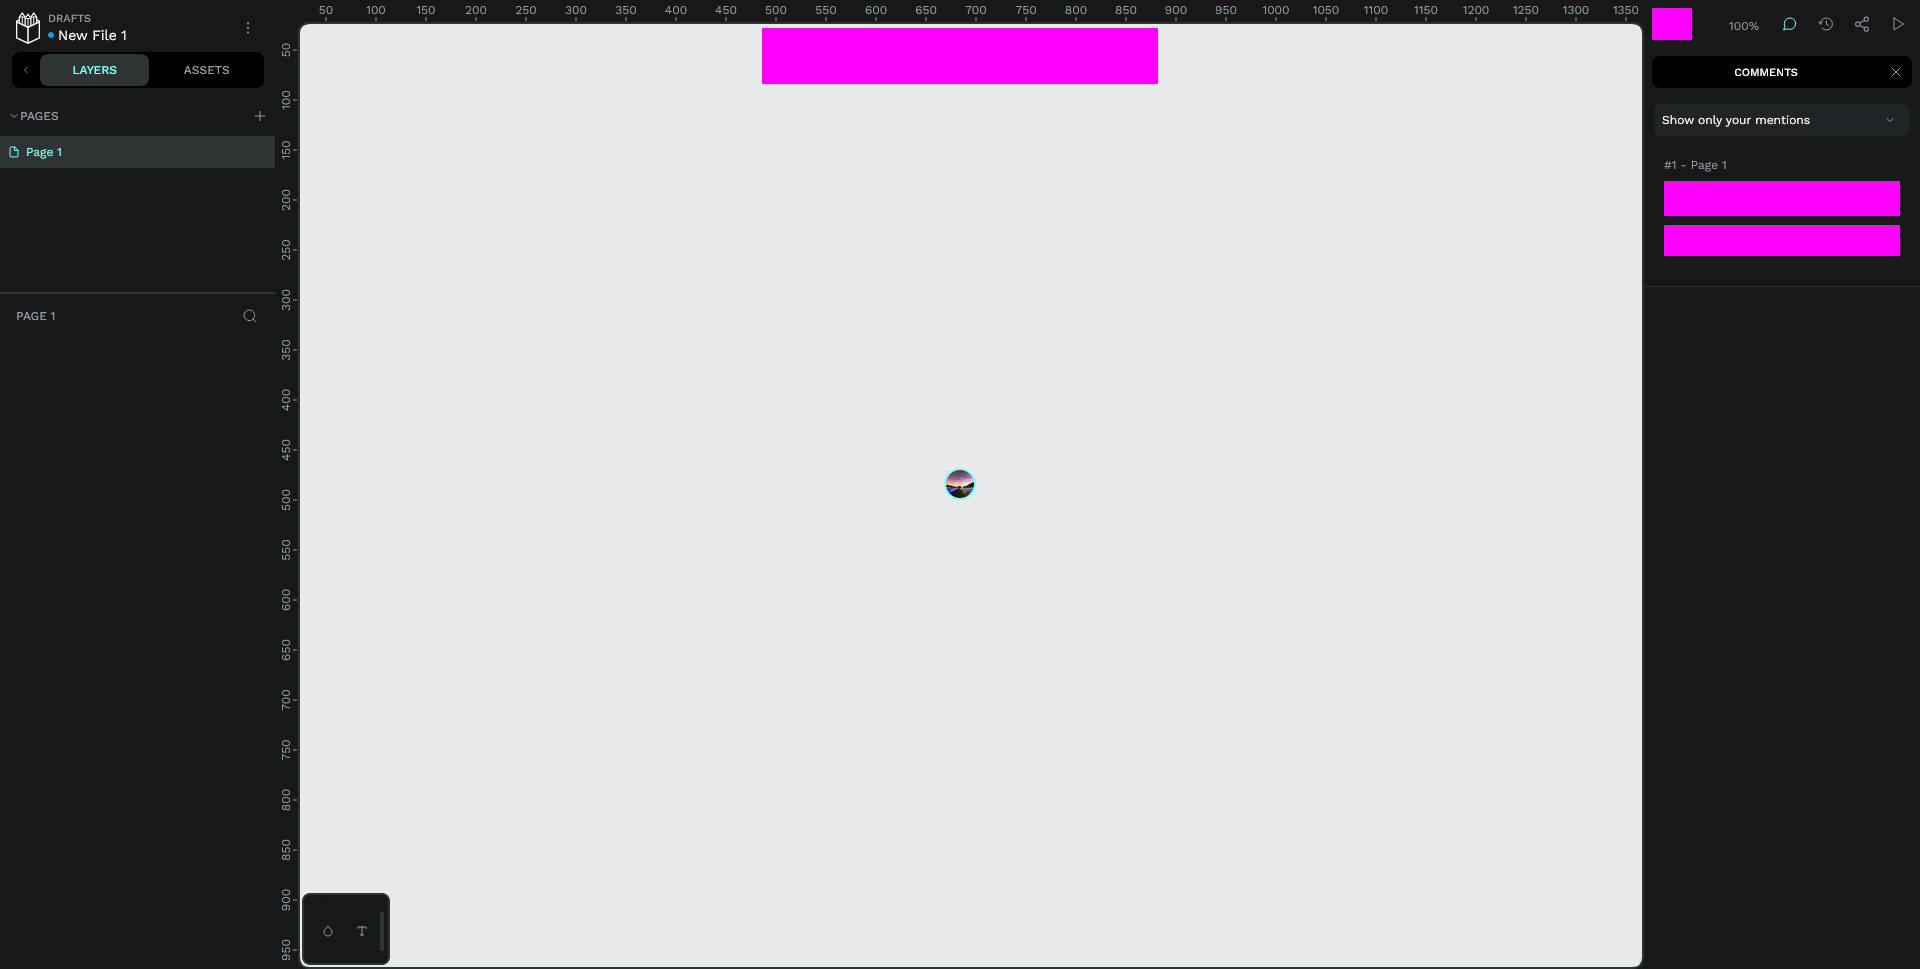 DRAFTS
New File 1
LAYERS
ASSETS
PAGES
Page 1
PAGE 1
50 100 150 200 250 300 350 400 450 500 550 600 650 700 750 800 850 900 950 1000 1050 1100 1150 1200 1250 1300 1350
50
100
150
200
250
300
350
400
450
500
550
600
650
700
750
800
850
900
950
T
100%
COMMENTS
Show only your mentions
#1 - Page 1